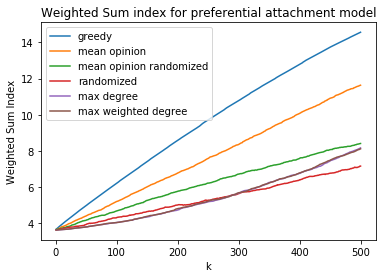 Weighted Sum index for preferential attachment model
greedy
mean opinion
mean opinion randomized
randomized
max degree
max weighted degree
Weighted Sum Index
14
12
10
8
6
4
0
100
200
300
400
500
k